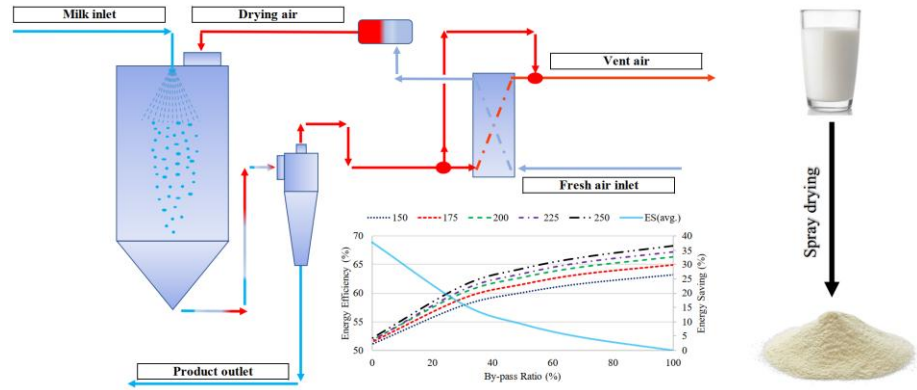 Milk inlet
Drying air
Vent air
Fresh air inlet
Product outlet
150 175 200 225 250 ES(avg.)
Energy Efficiency (%)
70
65
60
55
50
Energy Saving (%)
40
35
30
25
20
15
10
5
0
0 20 40 60 80 100
By-pass Ratio (%)
Spray drying